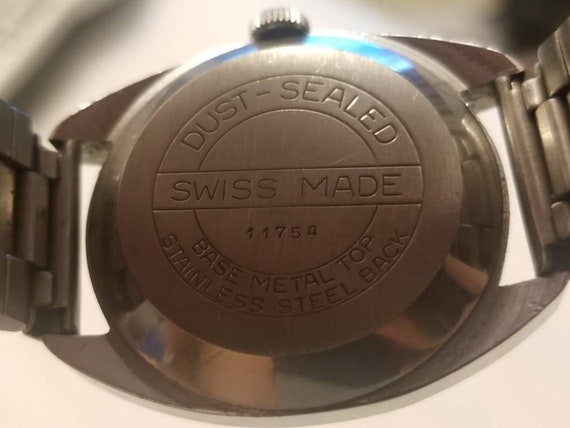 DUST-SEALED
SWISS MADE
11754
BASE METAL TOP
STAINLESS STEEL BACK